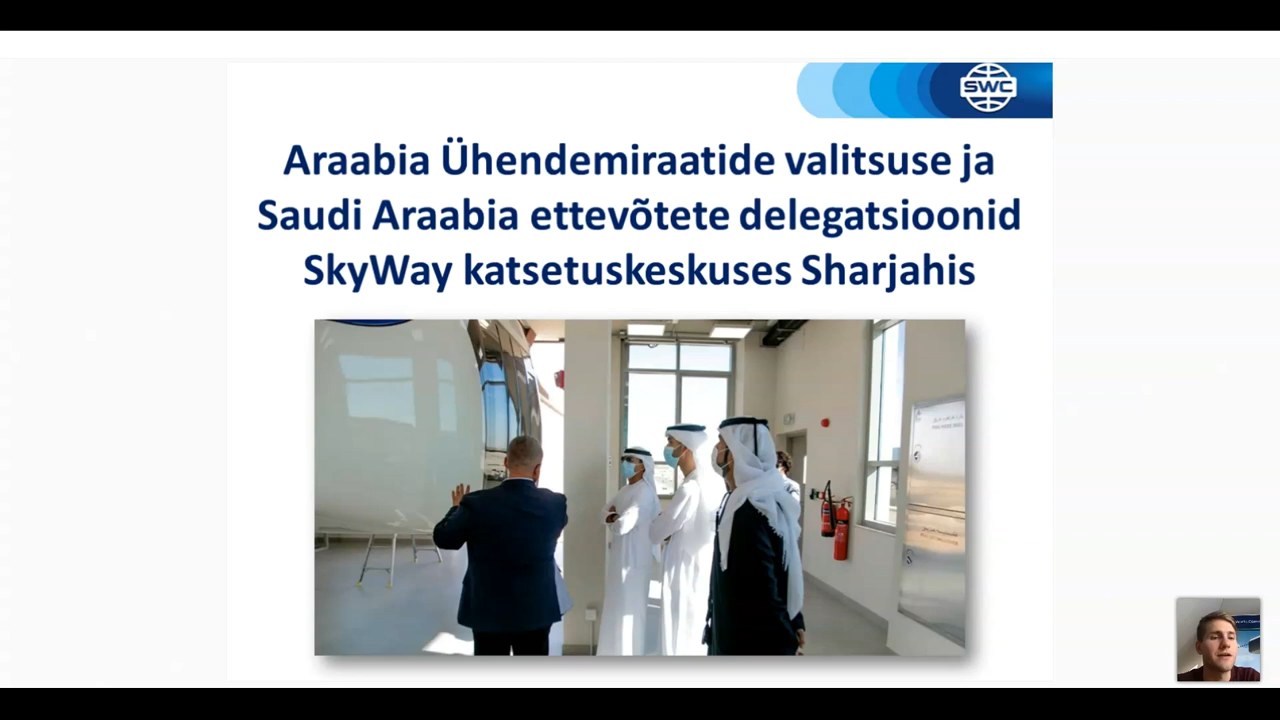 SWC
Araabia Ühendemiraatide valitsuse ja
Saudi Araabia ettevõtete delegatsioonid
SkyWay katsetuskeskuses Sharjahis